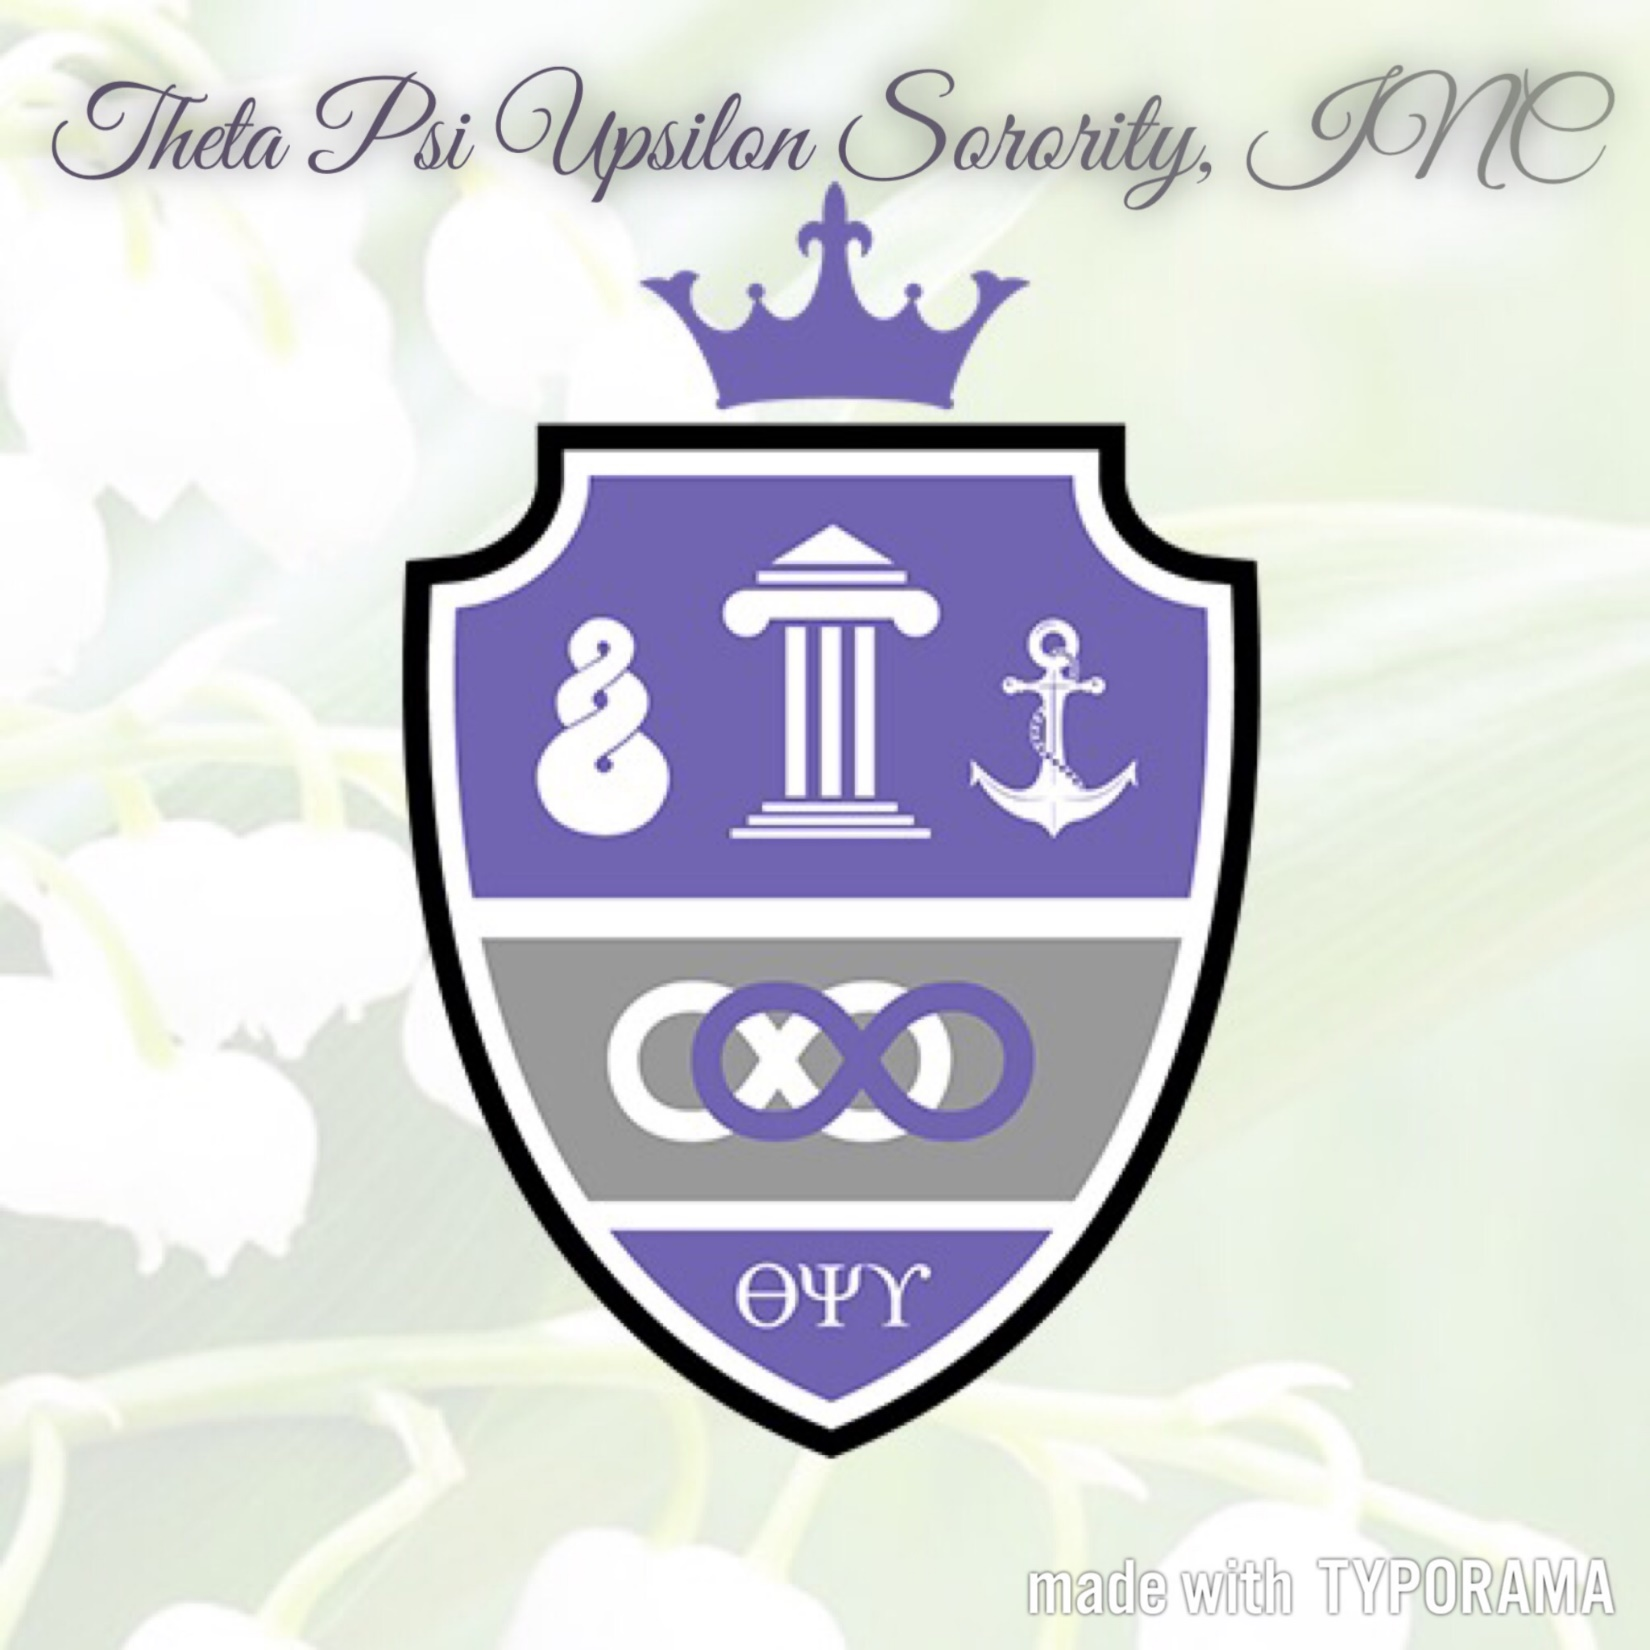 Theta Psi Upsilon Sorority, INC
ΘΨϒ
made with TYPORAMA